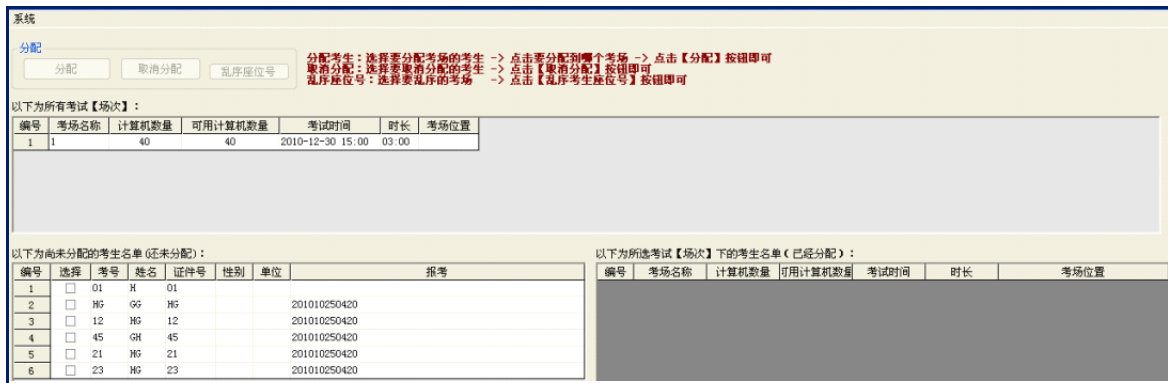 系统
分配
分配 取消分配 乱序座位号
分配考生：选择要分配考场的考生 -> 点击要分配到哪个考场 -> 点击【分配】按钮即可
取消分配：选择要取消分配的考生 -> 点击【取消分配】按钮即可
乱序座位号：选择要乱序的考场 -> 点击【乱序考生座位号】按钮即可
以下为所有考试【场次】：
编号 考场名称 计算机数量 可用计算机数量 考试时间 时长 考场位置
1 1 40 40 2010-12-30 15:00 03:00
以下为尚未分配的考生名单(还未分配)：
编号 选择 考号 姓名 证件号 性别 单位 报考
1 01 H 01
2 HG GG HG 201010250420
3 12 HG 12 201010250420
4 45 GH 45 201010250420
5 21 HG 21 201010250420
6 23 HG 23 201010250420
以下为所选考试【场次】下的考生名单(已经分配)：
编号 考场名称 计算机数量 可用计算机数量 考试时间 时长 考场位置